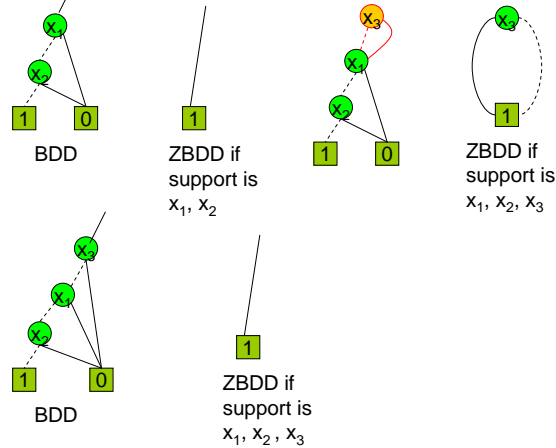 x1
x2
1
0
BDD
1
ZBDD if
support is
x1, x2
x3
x1
x2
1
0
x3
1
ZBDD if
support is
x1, x2, x3
x3
x1
x2
1
0
BDD
1
ZBDD if
support is
x1, x2 , x3